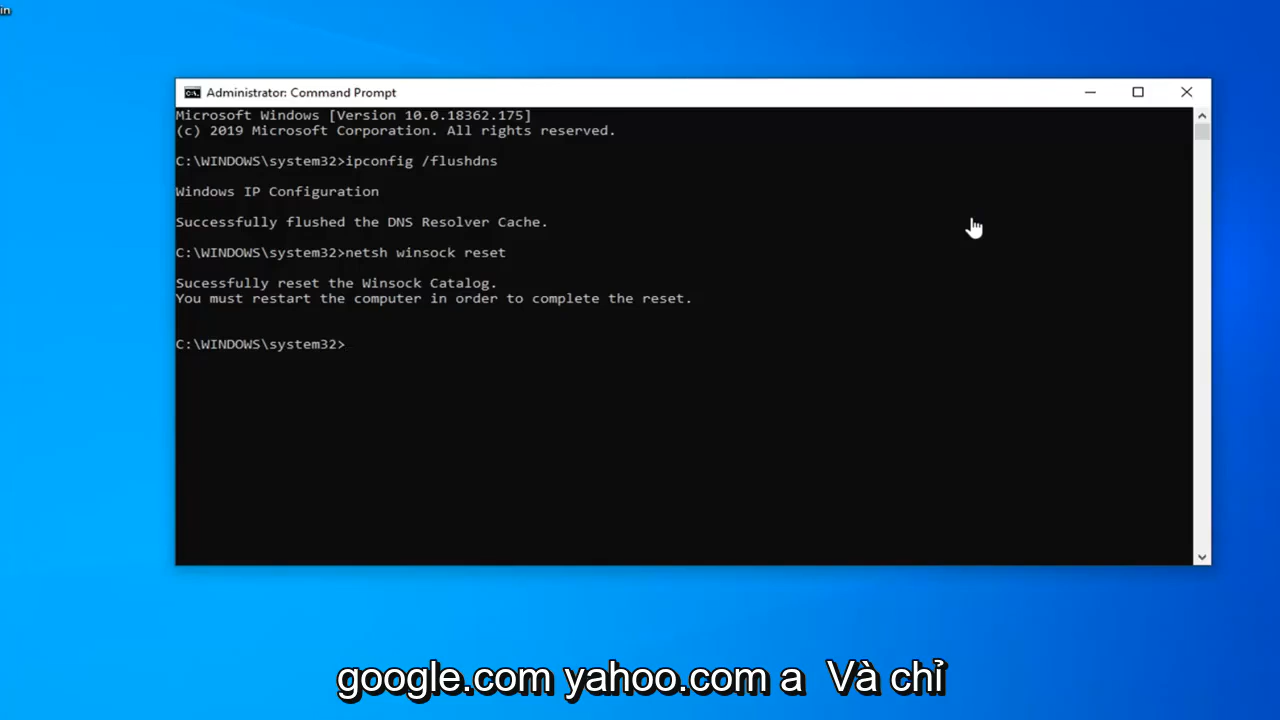 in
Administrator: Command Prompt
Microsoft Windows [Version 10.0.18362.175]
(c) 2019 Microsoft Corporation. All rights reserved.
C:\WINDOWS\system32>ipconfig /flushdns
Windows IP Configuration
Successfully flushed the DNS Resolver Cache.
C:\WINDOWS\system32>netsh winsock reset
Sucessfully reset the Winsock Catalog.
You must restart the computer in order to complete the reset.
C:\WINDOWS\system32>
google.com yahoo.com a Và chỉ